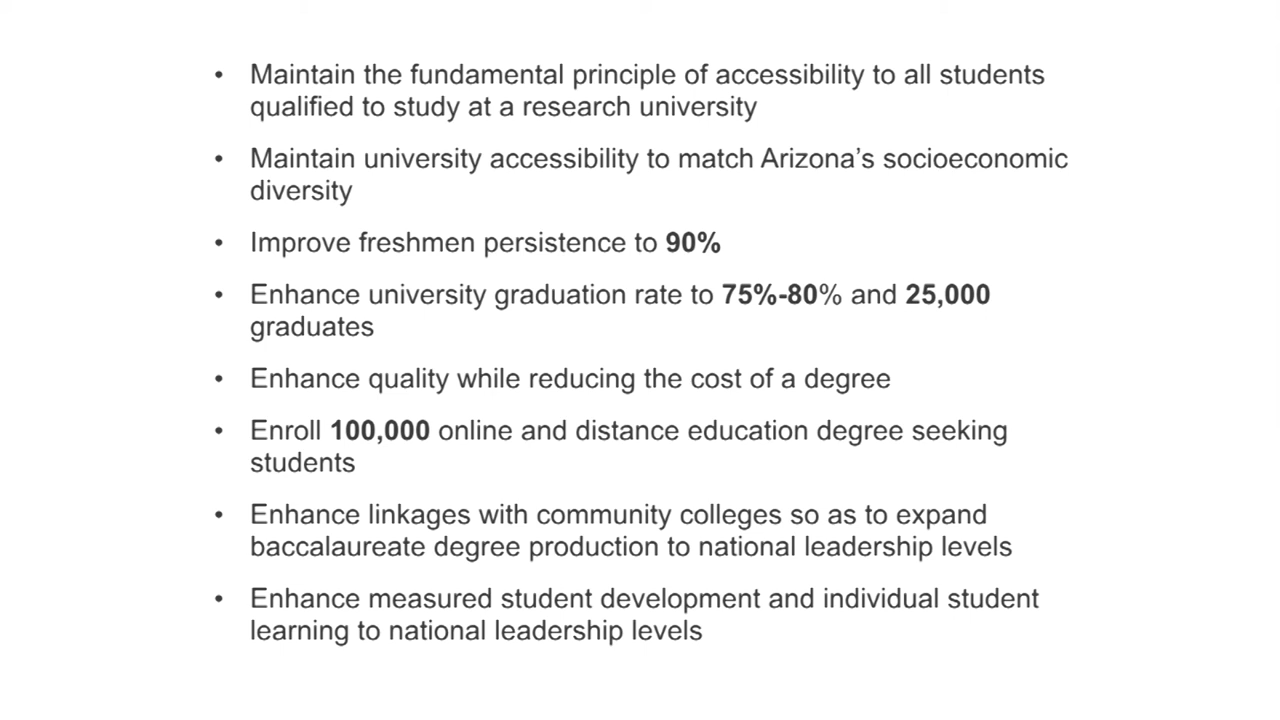 • Maintain the fundamental principle of accessibility to all students
qualified to study at a research university
• Maintain university accessibility to match Arizona’s socioeconomic
diversity
• Improve freshmen persistence to 90%
• Enhance university graduation rate to 75%-80% and 25,000
graduates
• Enhance quality while reducing the cost of a degree
• Enroll 100,000 online and distance education degree seeking
students
• Enhance linkages with community colleges so as to expand
baccalaureate degree production to national leadership levels
• Enhance measured student development and individual student
learning to national leadership levels